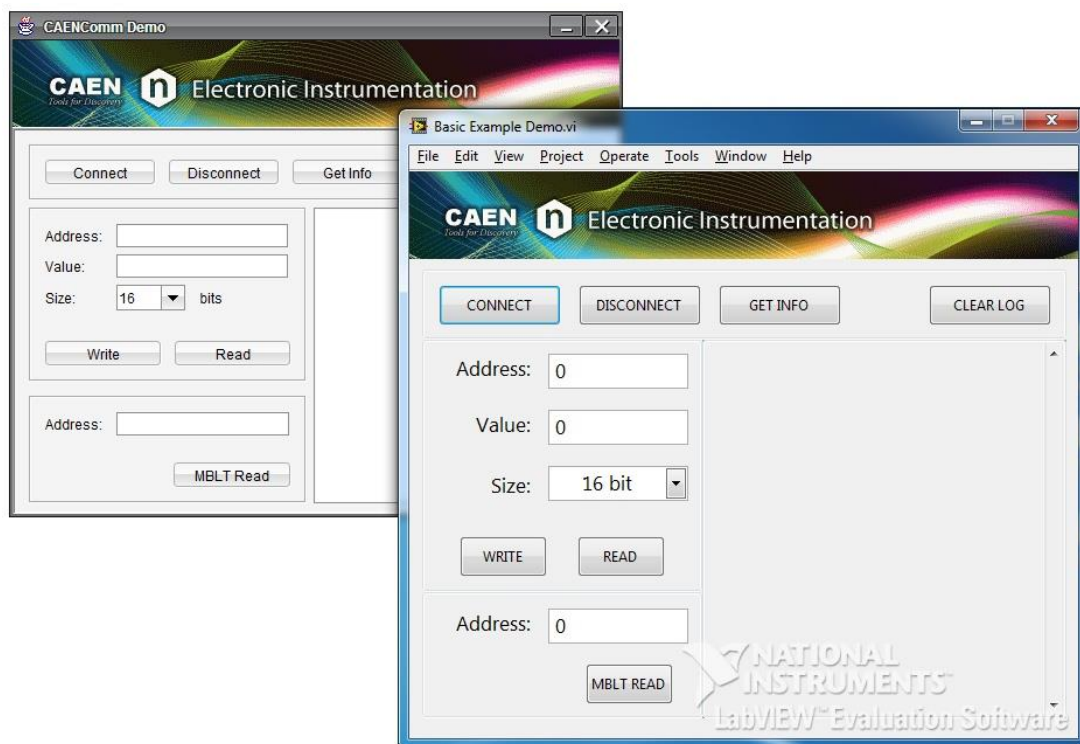 CAENComm Demo
CAEN n Electronic Instrumentation
Tools for Discovery
Connect Disconnect Get Info
Address:
Value:
Size: 16 bits
Write Read
Address:
MBLT Read
Basic Example Demo.vi
File Edit View Project Operate Tools Window Help
CAEN n Electronic Instrumentation
Tools for Discovery
CONNECT DISCONNECT GET INFO CLEAR LOG
Address: 0
Value: 0
Size: 16 bit
WRITE READ
Address: 0
MBLT READ
NATIONAL
INSTRUMENTS™
LabVIEW™ Evaluation Software